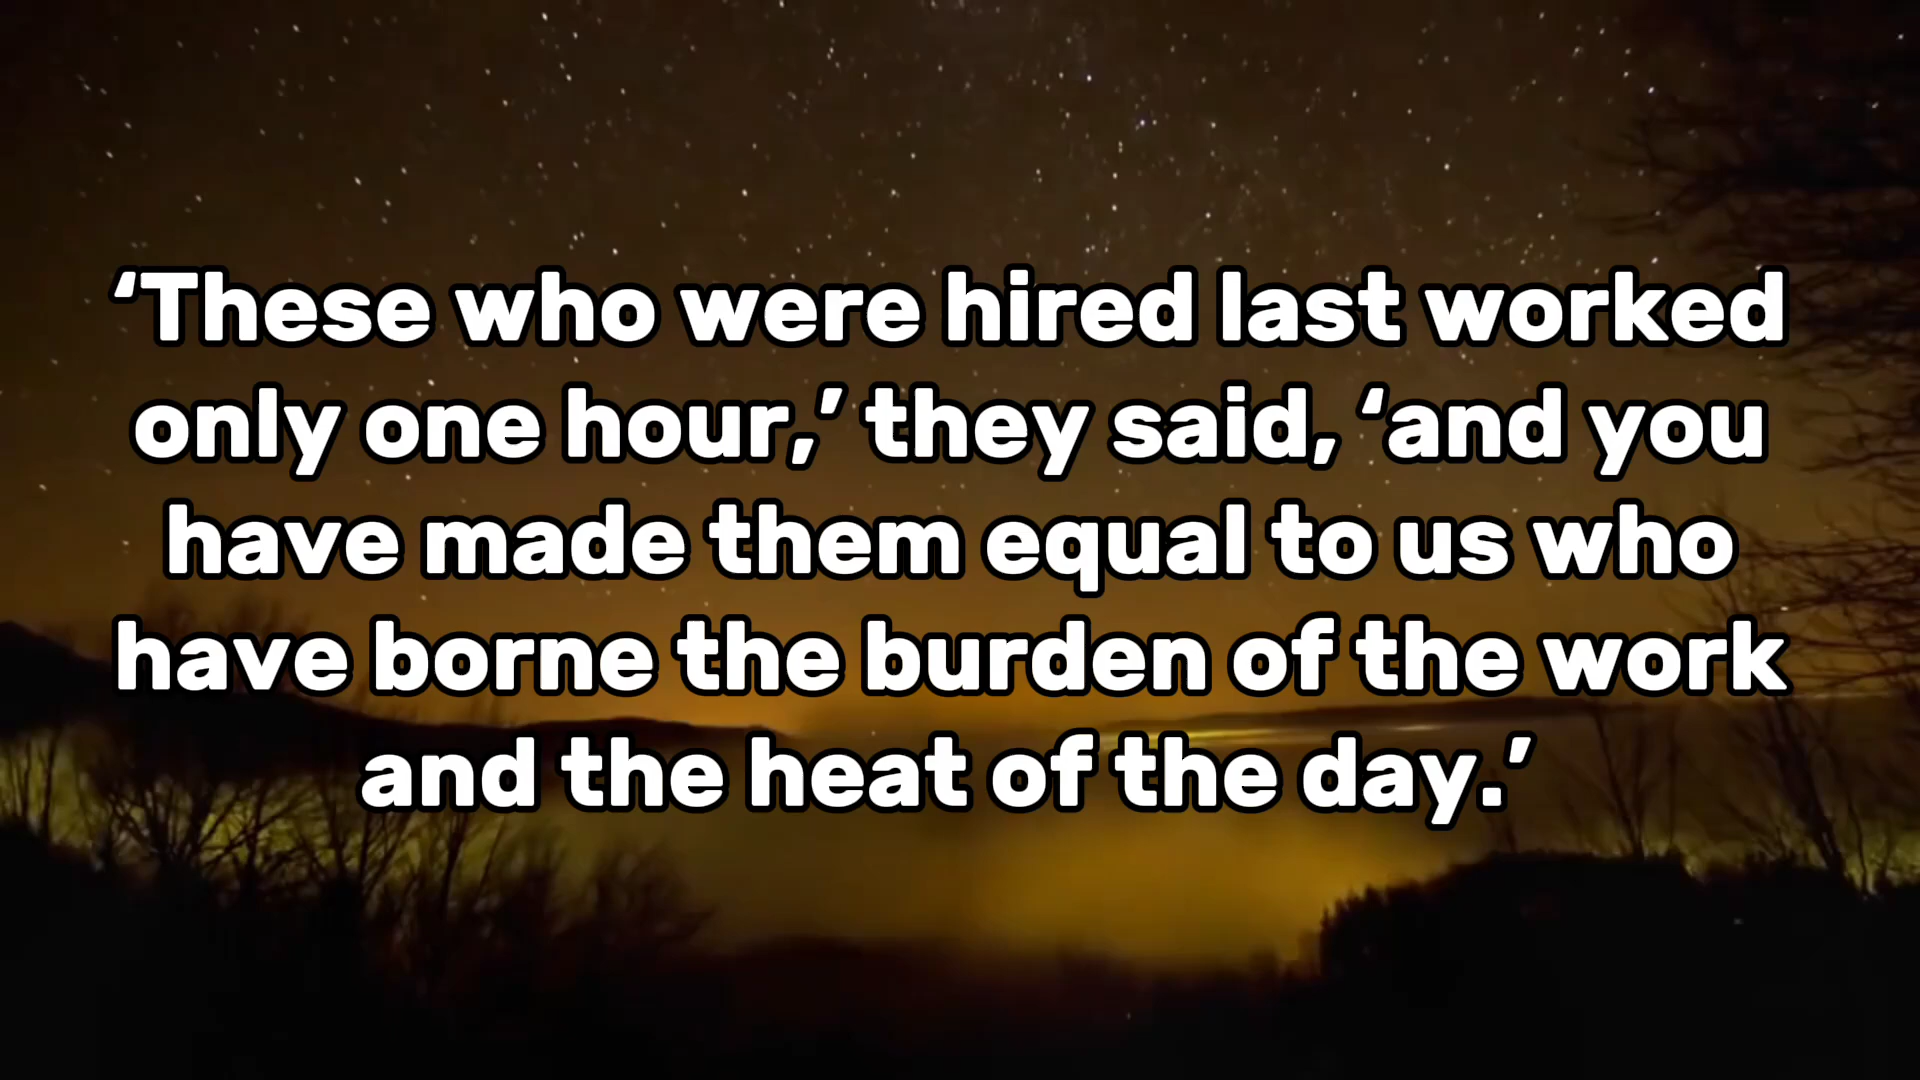 ‘These who were hired last worked
only one hour,’ they said, ‘and you
have made them equal to us who
have borne the burden of the work
and the heat of the day.’